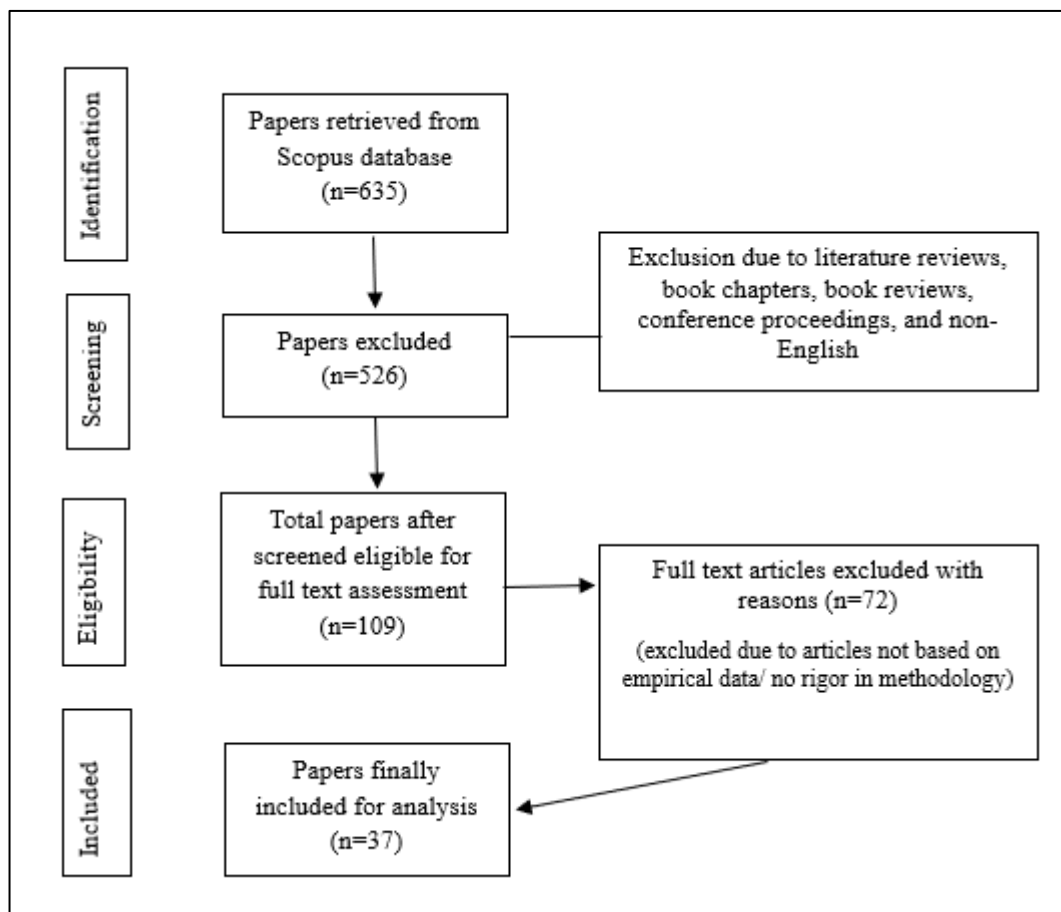 Identification
Papers retrieved from
Scopus database
(n=635)
Exclusion due to literature reviews,
book chapters, book reviews,
conference proceedings, and non-
English
Screening
Papers excluded
(n=526)
Eligibility
Total papers after
screened eligible for
full text assessment
(n=109)
Full text articles excluded with
reasons (n=72)
(excluded due to articles not based on
empirical data/ no rigor in methodology)
Included
Papers finally
included for analysis
(n=37)